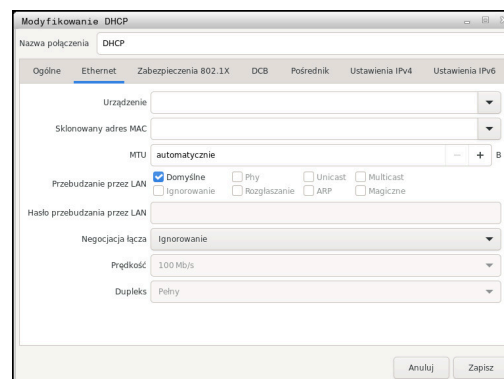 Modyfikowanie DHCP
Nazwa połączenia DHCP
Ogólne Ethernet Zabezpieczenia 802.1X DCB Pośrednik Ustawienia IPv4 Ustawienia IPv6
Urządzenie
Sklonowany adres MAC
MTU automatycznie − + B
Przebudzanie przez LAN Domyślne Phy Unicast Multicast
Ignorowanie Rozgłaszanie ARP Magiczne
Hasło przebudzania przez LAN
Negocjacja łącza Ignorowanie
Prędkość 100 Mb/s
Dupleks Pełny
Anuluj Zapisz